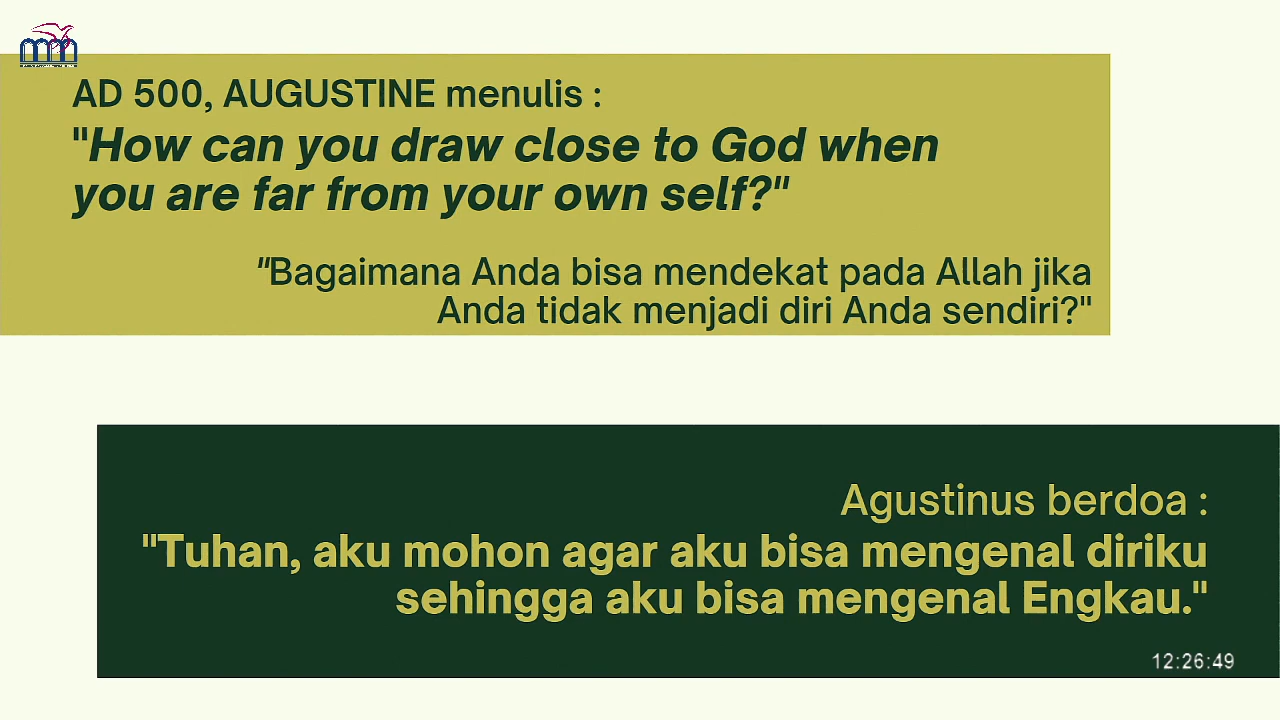 mm
AD 500, AUGUSTINE menulis :
"How can you draw close to God when
you are far from your own self?"
"Bagaimana Anda bisa mendekat pada Allah jika
Anda tidak menjadi diri Anda sendiri?"
Agustinus berdoa :
"Tuhan, aku mohon agar aku bisa mengenal diriku
sehingga aku bisa mengenal Engkau."
12:26:49